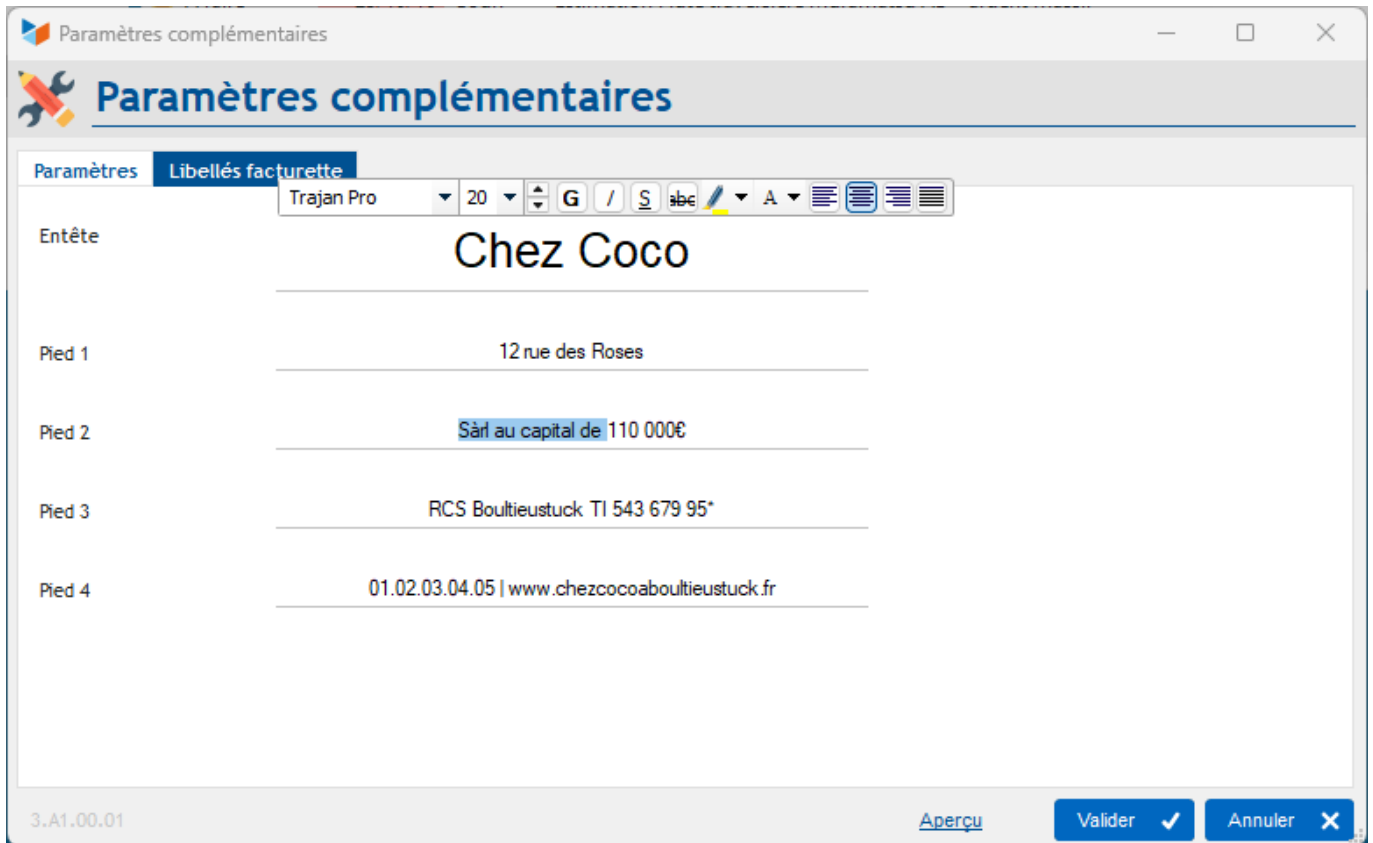 Paramètres complémentaires
Paramètres complémentaires
Paramètres Libellés facturette
Trajan Pro 20 G / S abc A
Entête Chez Coco
Pied 1 12 rue des Roses
Pied 2 Sàrl au capital de 110 000€
Pied 3 RCS Boultieustuck TI 543 679 95*
Pied 4 01.02.03.04.05 | www.chezcocoaboultieustuck.fr
3.A1.00.01 Aperçu Valider Annuler